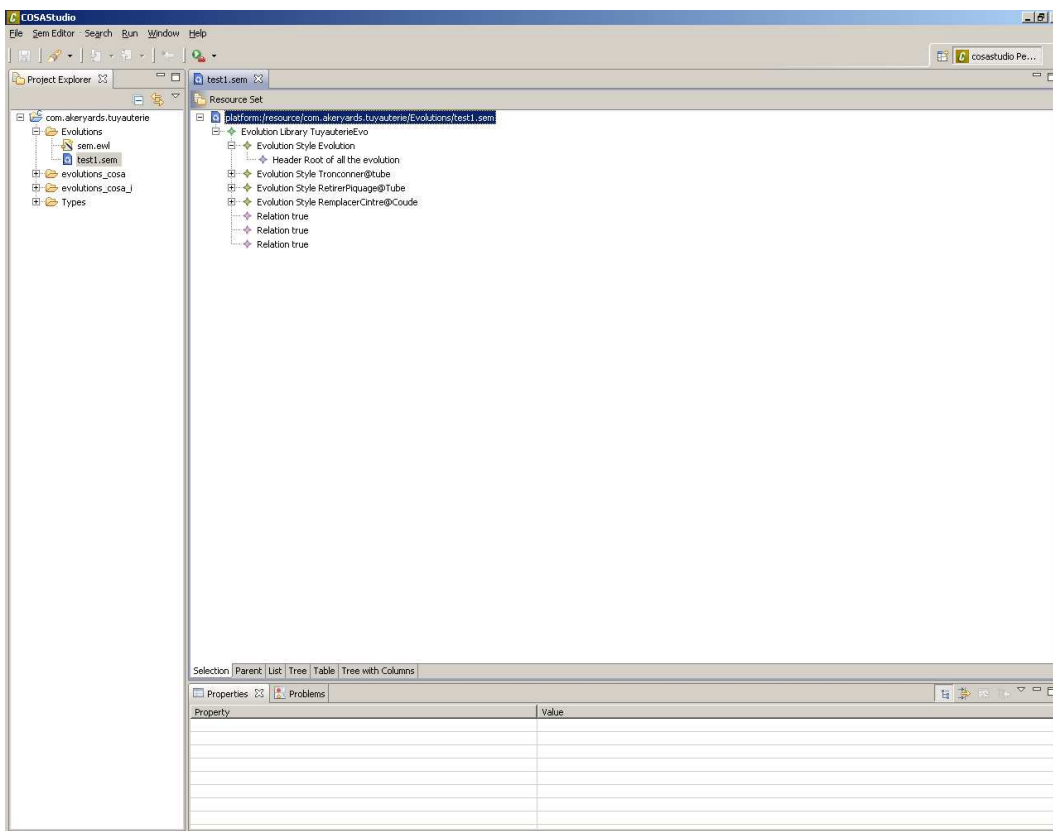 COSAStudio
File Sem Editor Search Run Window Help
cosastudio Pe...
Project Explorer
test1.sem
Resource Set
com.akeryards.tuyauterie
Evolutions
sem.ewl
test1.sem
evolutions_cosa
evolutions_cosa_i
Types
platform:/resource/com.akeryards.tuyauterie/Evolutions/test1.sem
Evolution Library TuyauterieEvo
Evolution Style Evolution
Header Root of all the evolution
Evolution Style Tronconner@tube
Evolution Style RetirerPiquage@Tube
Evolution Style RemplacerCintre@Coude
Relation true
Relation true
Relation true
Selection Parent List Tree Table Tree with Columns
Properties Problems
Property Value